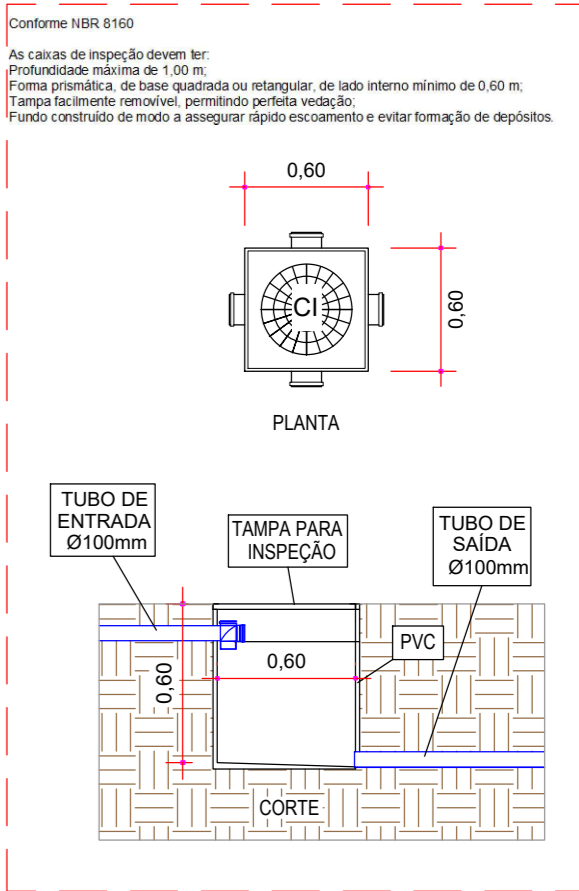 Conforme NBR 8160
As caixas de inspeção devem ter:
Profundidade máxima de 1,00 m;
Forma prismática, de base quadrada ou retangular, de lado interno mínimo de 0,60 m;
Tampa facilmente removível, permitindo perfeita vedação;
Fundo construído de modo a assegurar rápido escoamento e evitar formação de depósitos.
0,60
CI
0,60
PLANTA
TUBO DE
ENTRADA
Ø100mm
TAMPA PARA
INSPEÇÃO
TUBO DE
SAÍDA
Ø100mm
PVC
0,60
0,60
CORTE